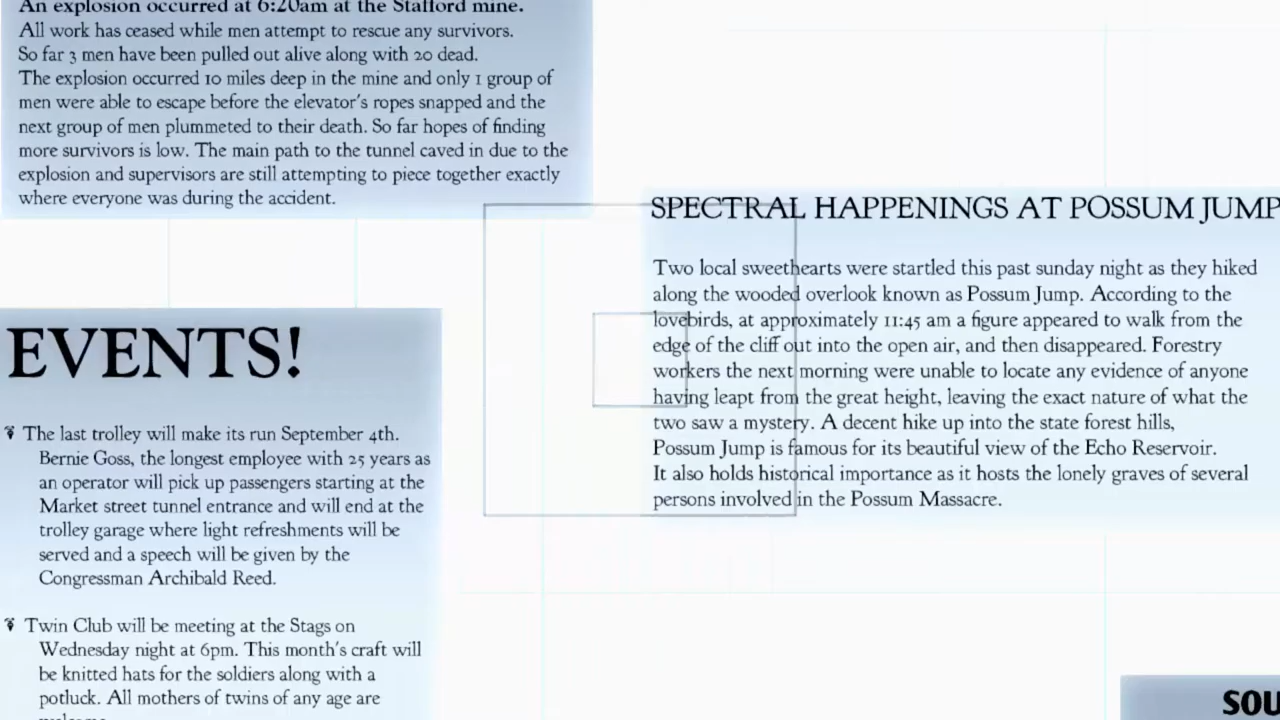 An explosion occurred at 6:20am at the Stafford mine.
All work has ceased while men attempt to rescue any survivors.
So far 3 men have been pulled out alive along with 20 dead.
The explosion occurred 10 miles deep in the mine and only 1 group of
men were able to escape before the elevator's ropes snapped and the
next group of men plummeted to their death. So far hopes of finding
more survivors is low. The main path to the tunnel caved in due to the
explosion and supervisors are still attempting to piece together exactly
where everyone was during the accident.
SPECTRAL HAPPENINGS AT POSSUM JUMP
Two local sweethearts were startled this past sunday night as they hiked
along the wooded overlook known as Possum Jump. According to the
lovebirds, at approximately 11:45 am a figure appeared to walk from the
edge of the cliff out into the open air, and then disappeared. Forestry
workers the next morning were unable to locate any evidence of anyone
having leapt from the great height, leaving the exact nature of what the
two saw a mystery. A decent hike up into the state forest hills,
Possum Jump is famous for its beautiful view of the Echo Reservoir.
It also holds historical importance as it hosts the lonely graves of several
persons involved in the Possum Massacre.
EVENTS!
The last trolley will make its run September 4th.
Bernie Goss, the longest employee with 25 years as
an operator will pick up passengers starting at the
Market street tunnel entrance and will end at the
trolley garage where light refreshments will be
served and a speech will be given by the
Congressman Archibald Reed.
Twin Club will be meeting at the Stags on
Wednesday night at 6pm. This month's craft will
be knitted hats for the soldiers along with a
potluck. All mothers of twins of any age are
SOU